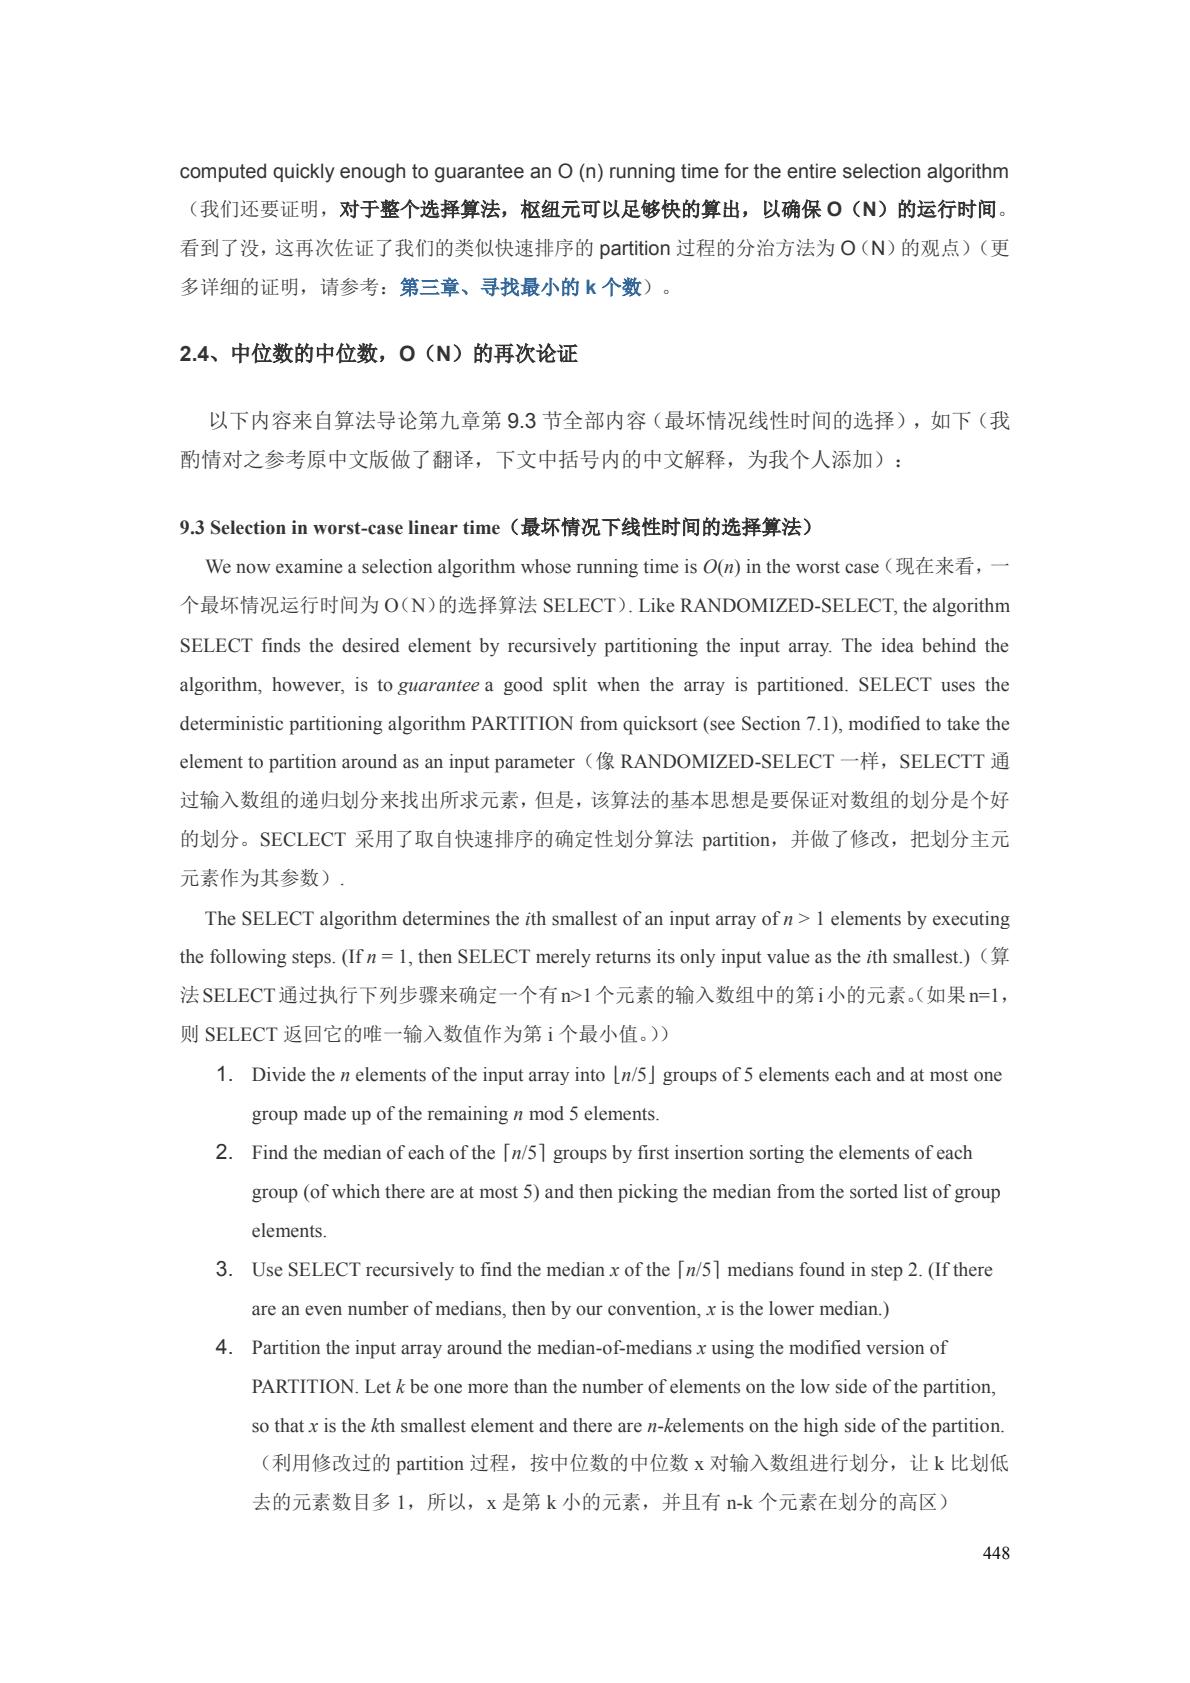 computed quickly enough to guarantee an O (n) running time for the entire selection algorithm
（我们还要证明，对于整个选择算法，枢纽元可以足够快的算出，以确保 O（N）的运行时间。
看到了没，这再次佐证了我们的类似快速排序的 partition 过程的分治方法为 O（N）的观点）（更
多详细的证明，请参考：第三章、寻找最小的 k 个数）。
2.4、中位数的中位数，O（N）的再次论证
以下内容来自算法导论第九章第 9.3 节全部内容（最坏情况线性时间的选择），如下（我
酌情对之参考原中文版做了翻译，下文中括号内的中文解释，为我个人添加）：
9.3 Selection in worst-case linear time（最坏情况下线性时间的选择算法）
We now examine a selection algorithm whose running time is O(n) in the worst case（现在来看，一
个最坏情况运行时间为 O（N）的选择算法 SELECT）. Like RANDOMIZED-SELECT, the algorithm
SELECT finds the desired element by recursively partitioning the input array. The idea behind the
algorithm, however, is to guarantee a good split when the array is partitioned. SELECT uses the
deterministic partitioning algorithm PARTITION from quicksort (see Section 7.1), modified to take the
element to partition around as an input parameter（像 RANDOMIZED-SELECT 一样，SELECTT 通
过输入数组的递归划分来找出所求元素，但是，该算法的基本思想是要保证对数组的划分是个好
的划分。SECLECT 采用了取自快速排序的确定性划分算法 partition，并做了修改，把划分主元
元素作为其参数）.
The SELECT algorithm determines the ith smallest of an input array of n > 1 elements by executing
the following steps. (If n = 1, then SELECT merely returns its only input value as the ith smallest.)（算
法SELECT通过执行下列步骤来确定一个有n>1个元素的输入数组中的第i小的元素。（如果n=1，
则 SELECT 返回它的唯一输入数值作为第 i 个最小值。））
1. Divide the n elements of the input array into ⌊n/5⌋ groups of 5 elements each and at most one
group made up of the remaining n mod 5 elements.
2. Find the median of each of the ⌈n/5⌉ groups by first insertion sorting the elements of each
group (of which there are at most 5) and then picking the median from the sorted list of group
elements.
3. Use SELECT recursively to find the median x of the ⌈n/5⌉ medians found in step 2. (If there
are an even number of medians, then by our convention, x is the lower median.)
4. Partition the input array around the median-of-medians x using the modified version of
PARTITION. Let k be one more than the number of elements on the low side of the partition,
so that x is the kth smallest element and there are n-kelements on the high side of the partition.
（利用修改过的 partition 过程，按中位数的中位数 x 对输入数组进行划分，让 k 比划低
去的元素数目多 1，所以，x 是第 k 小的元素，并且有 n-k 个元素在划分的高区）
448